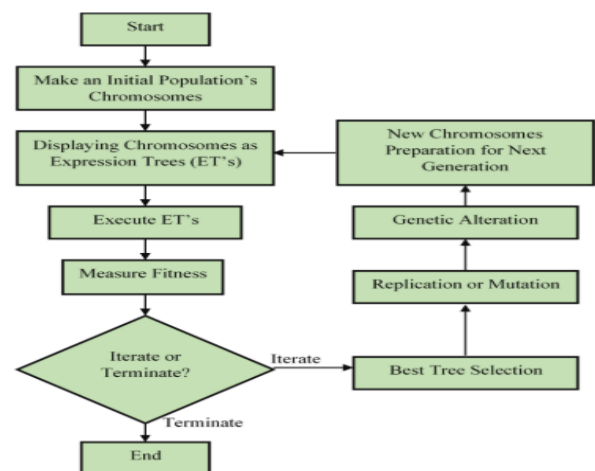 Start
Make an Initial Population's
Chromosomes
Displaying Chromosomes as
Expression Trees (ET's)
Execute ET's
Measure Fitness
Iterate or
Terminate?
Iterate
Terminate
End
Best Tree Selection
Replication or Mutation
Genetic Alteration
New Chromosomes
Preparation for Next
Generation